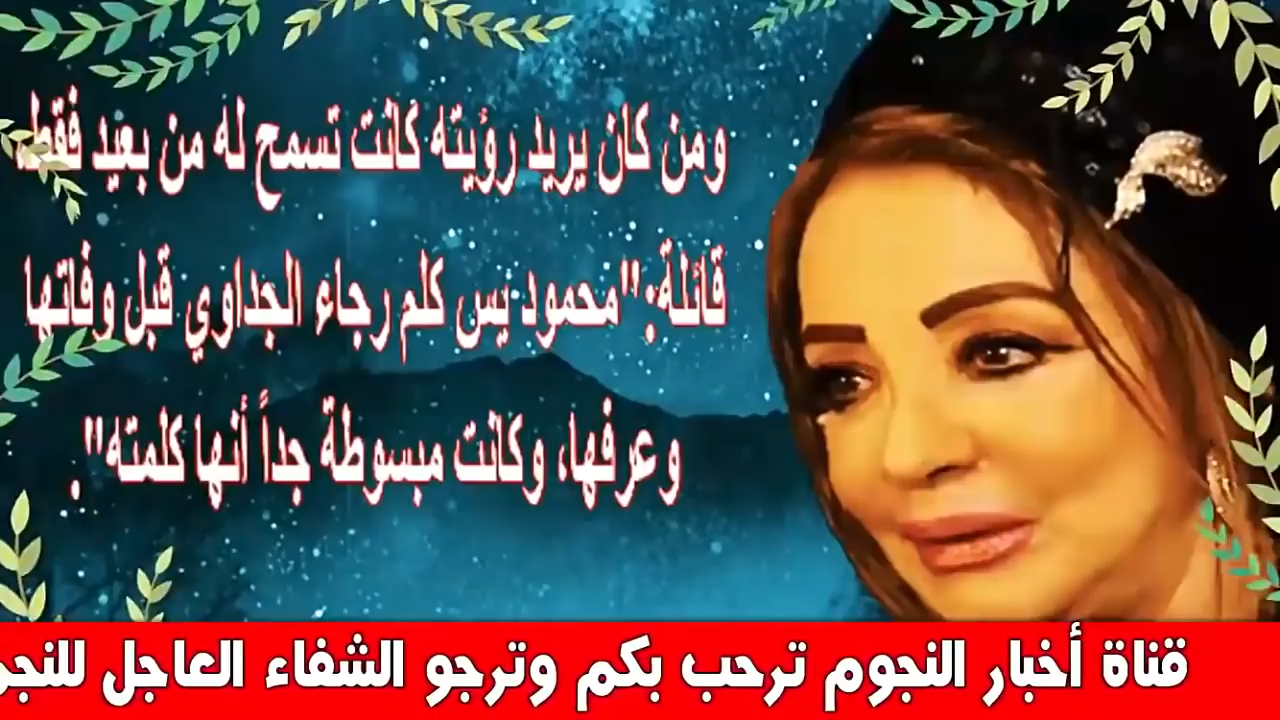 ومن كان يريد رؤيته كانت تسمح له من بعيد فقط
قائلة:"محمود يس كلم رجاء الجداوي قبل وفاتها
وعرفها، وكانت مبسوطة جداً أنها كلمته".
قناة أخبار النجوم ترحب بكم وترجو الشفاء العاجل